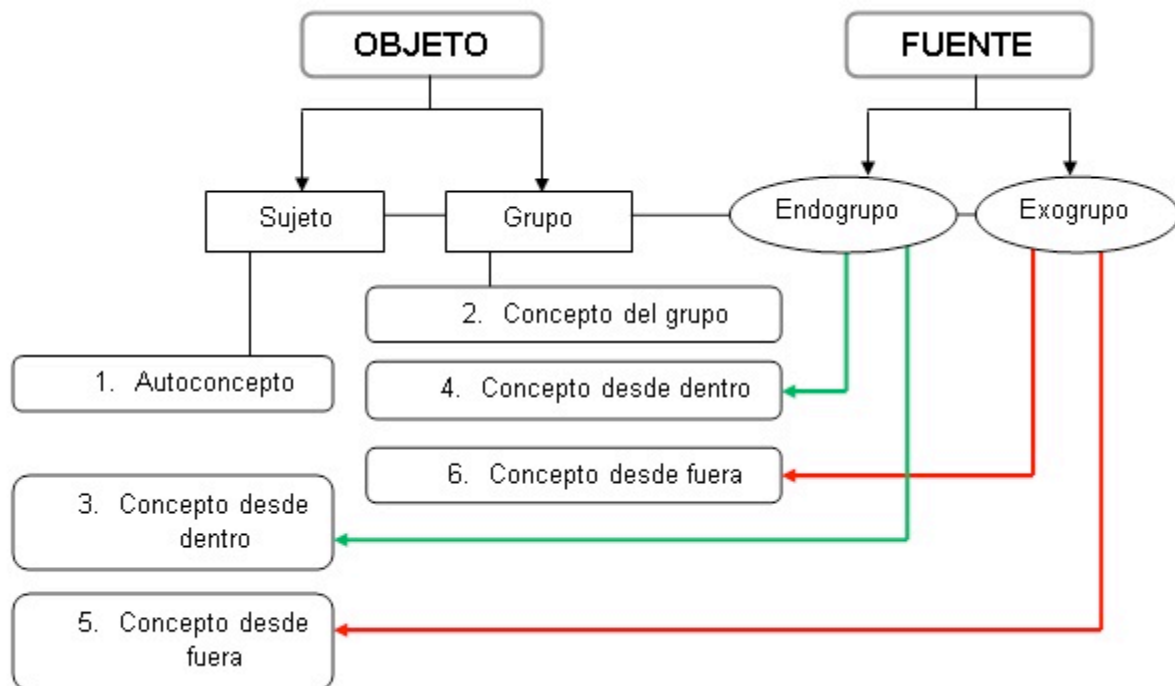 OBJETO
FUENTE
Sujeto
Grupo
Endogrupo
Exogrupo
2. Concepto del grupo
1. Autoconcepto
4. Concepto desde dentro
6. Concepto desde fuera
3. Concepto desde
dentro
5. Concepto desde
fuera